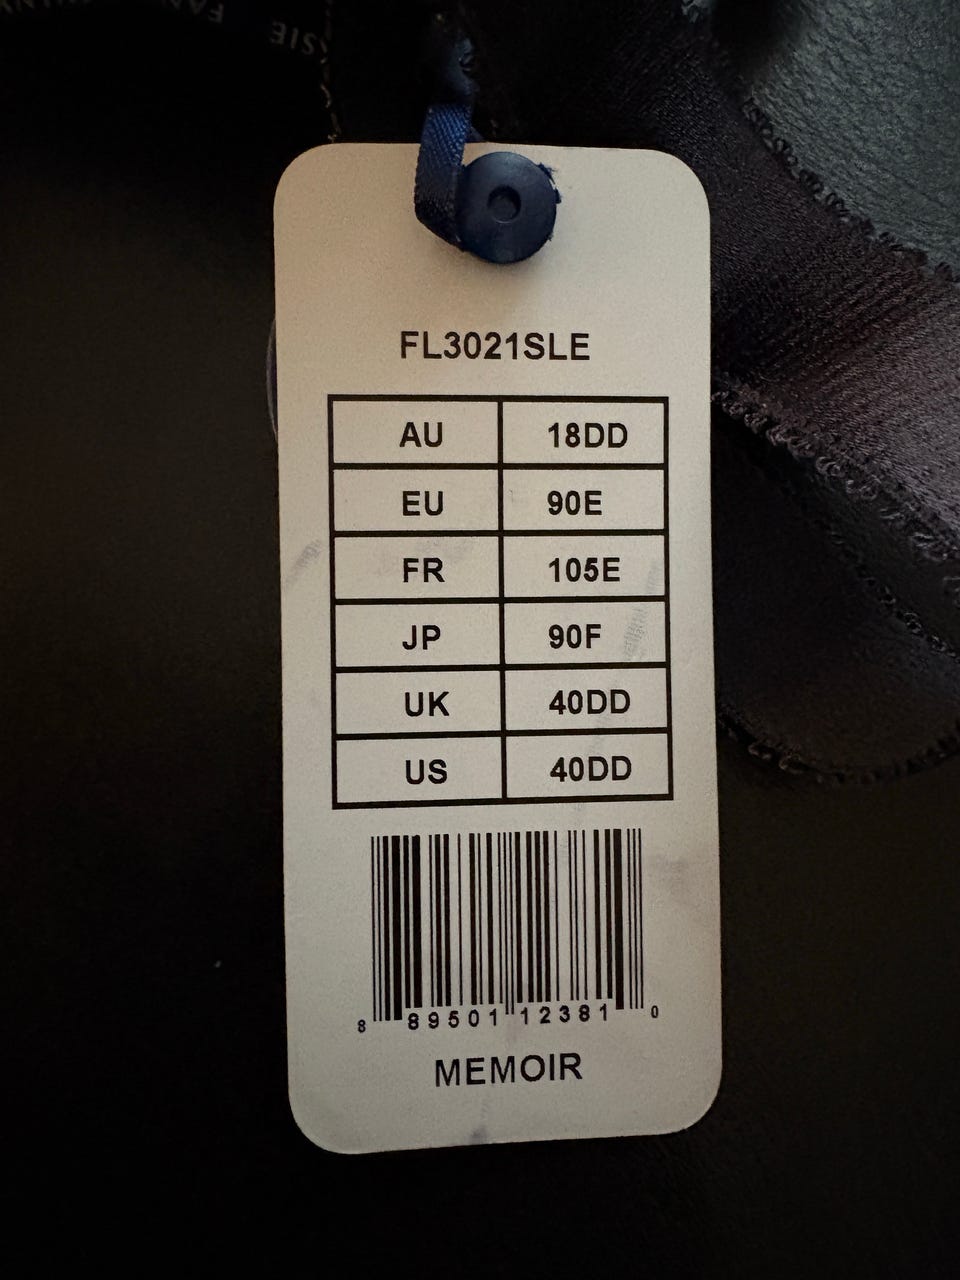 FL3021SLE
AU 18DD
EU 90E
FR 105E
JP 90F
UK 40DD
US 40DD
8 89501 12381 0
MEMOIR